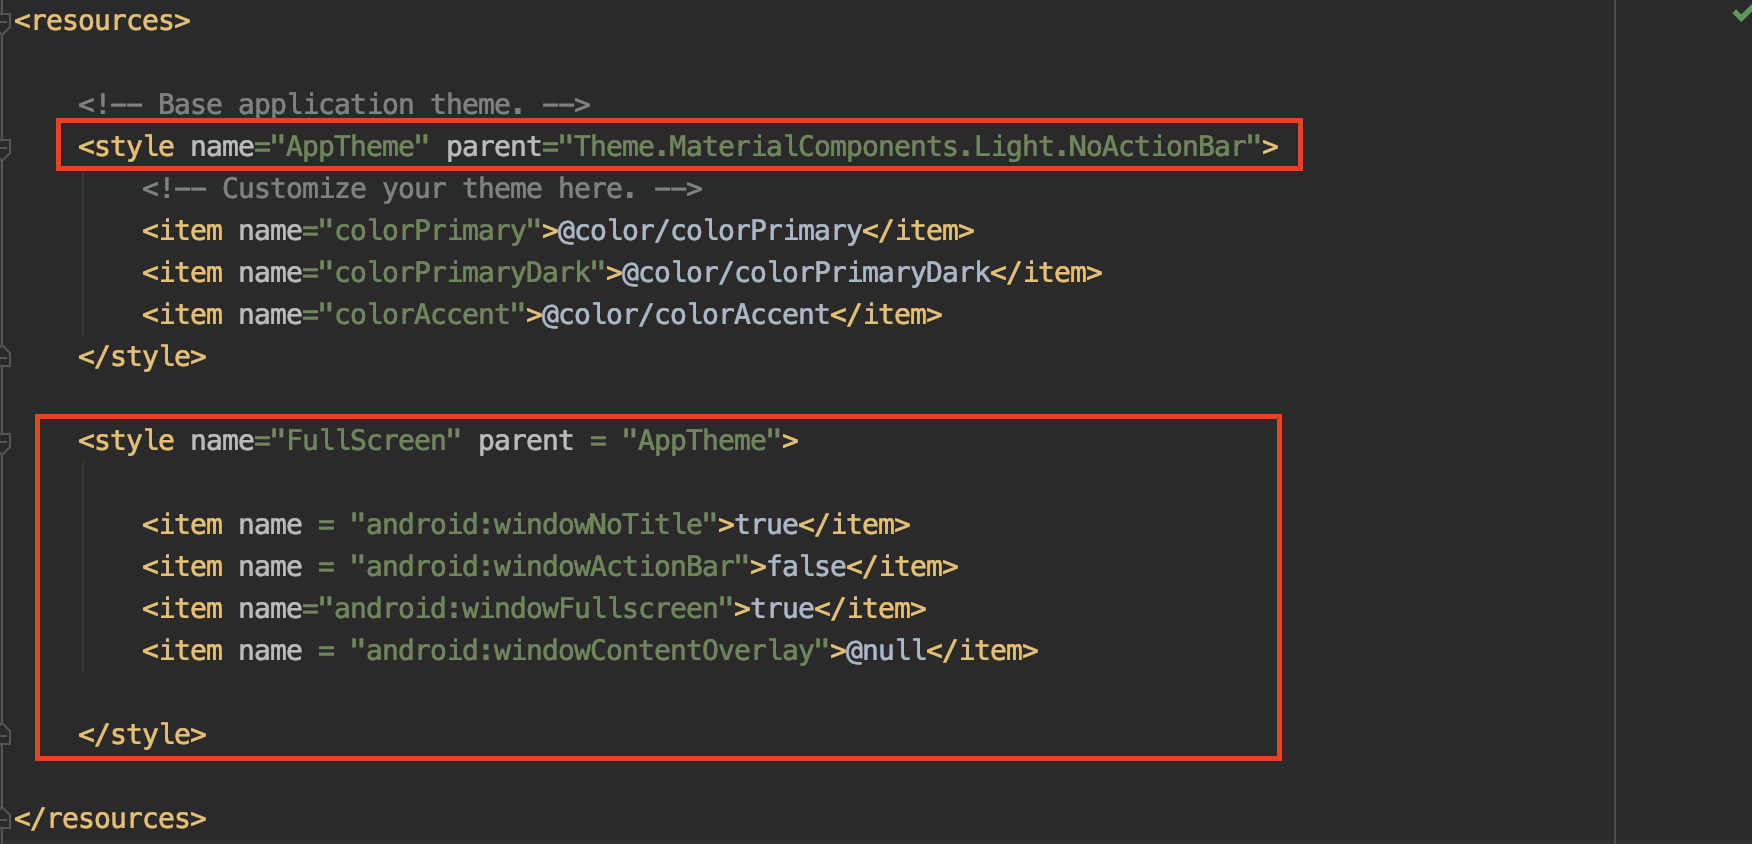 <resources>
<!-- Base application theme. -->
<style name="AppTheme" parent="Theme.MaterialComponents.Light.NoActionBar">
<!-- Customize your theme here. -->
<item name="colorPrimary">@color/colorPrimary</item>
<item name="colorPrimaryDark">@color/colorPrimaryDark</item>
<item name="colorAccent">@color/colorAccent</item>
</style>
<style name="FullScreen" parent = "AppTheme">
<item name = "android:windowNoTitle">true</item>
<item name = "android:windowActionBar">false</item>
<item name="android:windowFullscreen">true</item>
<item name = "android:windowContentOverlay">@null</item>
</style>
</resources>